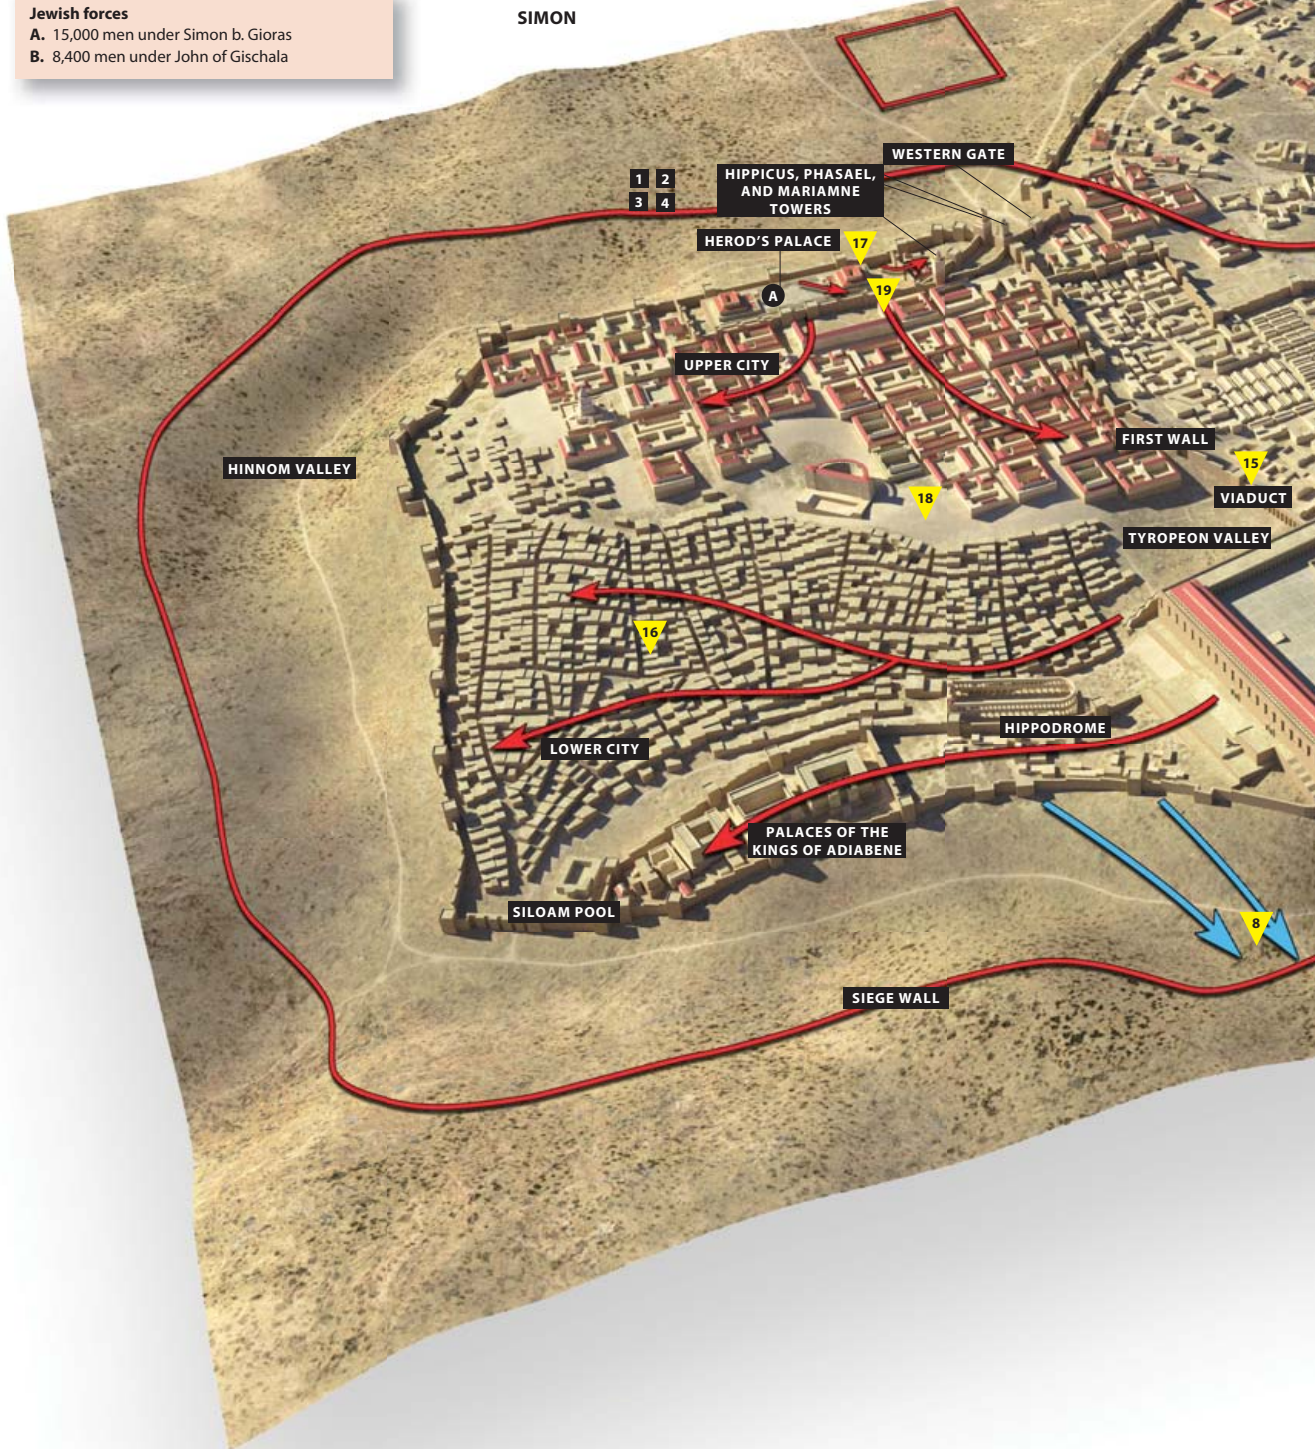 Jewish forces
A. 15,000 men under Simon b. Gioras
B. 8,400 men under John of Gischala
SIMON
WESTERN GATE
HIPPICUS, PHASAEL,
AND MARIAMNE
TOWERS
1 2
3 4
HEROD'S PALACE
17
A
19
UPPER CITY
FIRST WALL
HINNOM VALLEY
15
VIADUCT
18
TYROPEON VALLEY
16
HIPPODROME
LOWER CITY
PALACES OF THE
KINGS OF ADIABENE
SILOAM POOL
8
SIEGE WALL